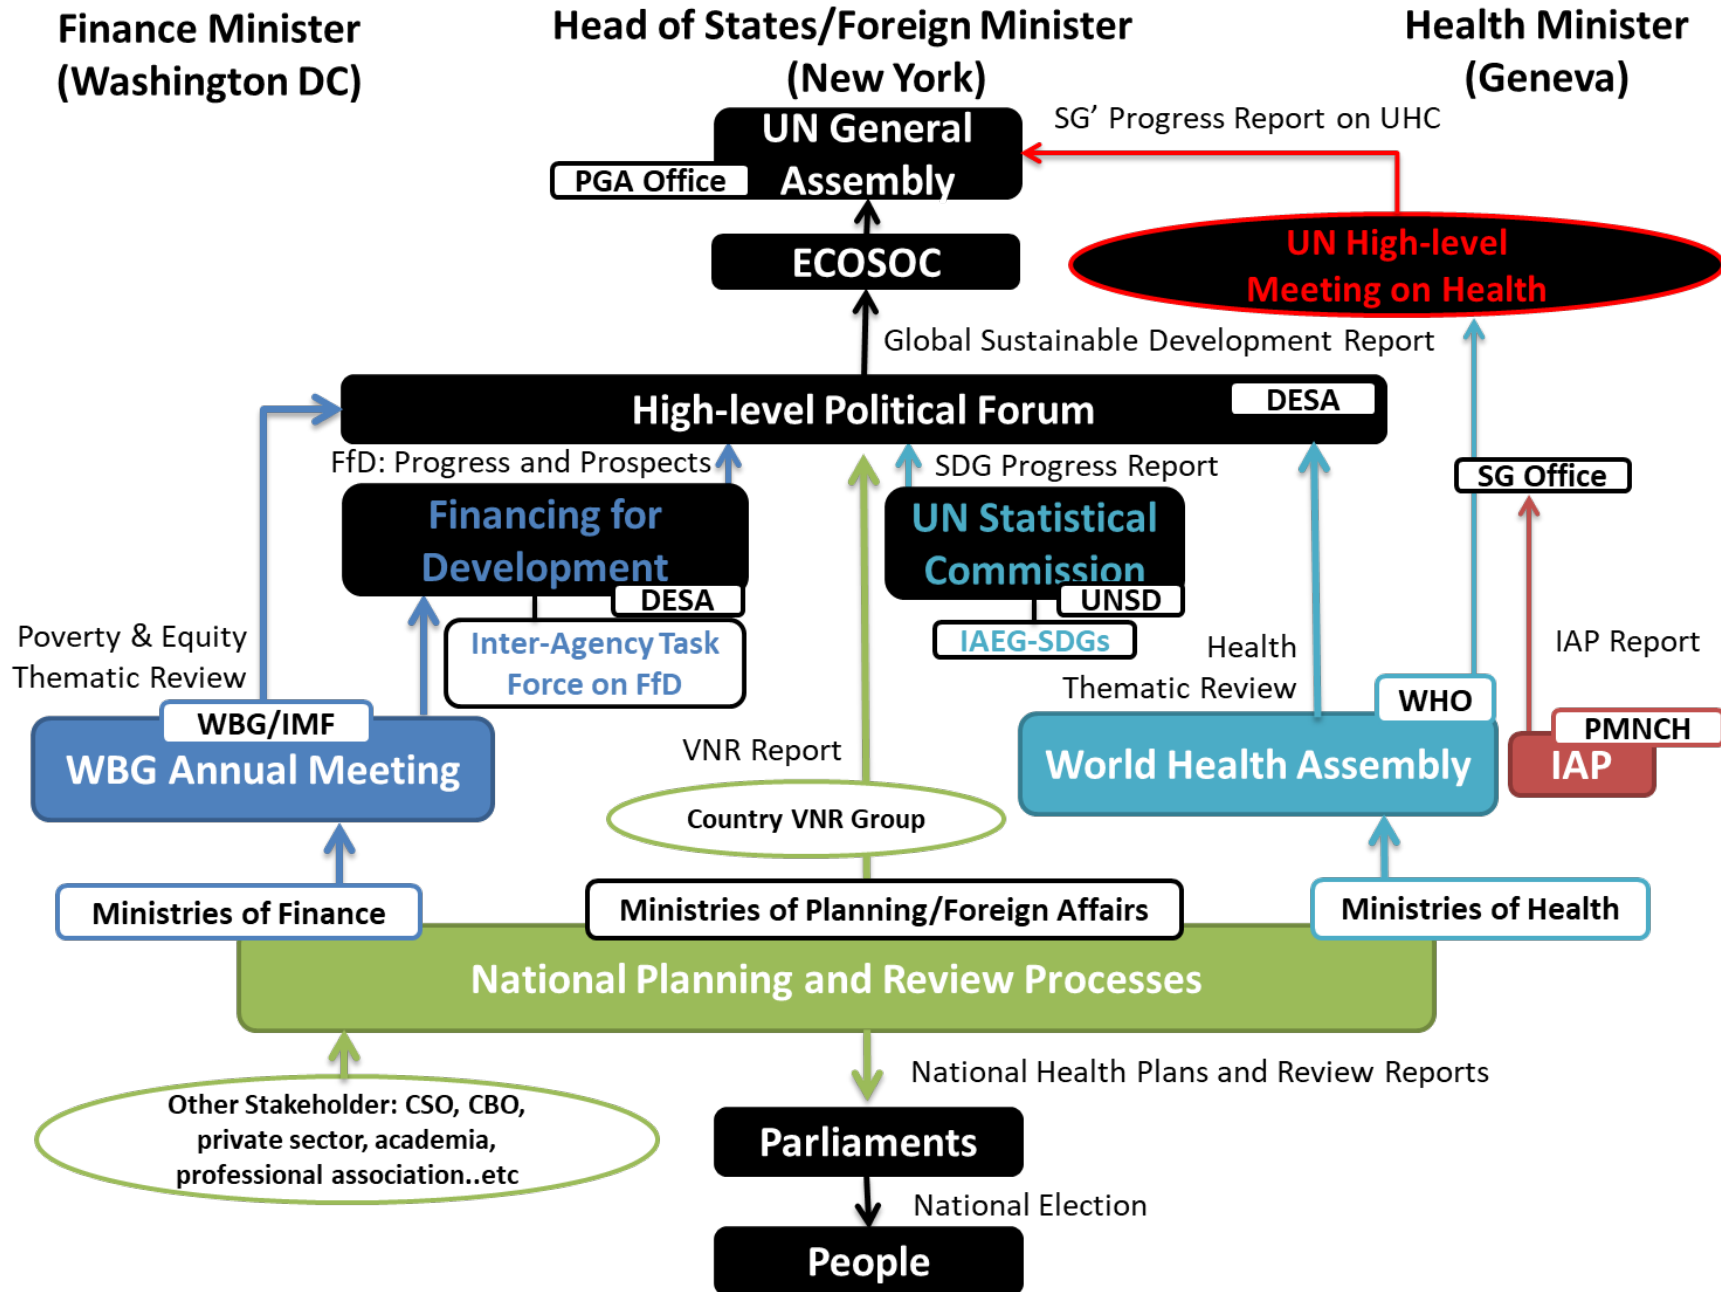 Finance Minister
(Washington DC)
Head of States/Foreign Minister
(New York)
Health Minister
(Geneva)
UN General
Assembly
PGA Office
SG' Progress Report on UHC
ECOSOC
UN High-level
Meeting on Health
Global Sustainable Development Report
High-level Political Forum
DESA
FfD: Progress and Prospects
SDG Progress Report
SG Office
Financing for
Development
DESA
UN Statistical
Commission
UNSD
Inter-Agency Task
Force on FfD
IAEG-SDGs
Poverty & Equity
Thematic Review
Health
Thematic Review
IAP Report
WBG/IMF
WBG Annual Meeting
VNR Report
WHO
World Health Assembly
PMNCH
IAP
Country VNR Group
Ministries of Finance
Ministries of Planning/Foreign Affairs
Ministries of Health
National Planning and Review Processes
National Health Plans and Review Reports
Other Stakeholder: CSO, CBO,
private sector, academia,
professional association..etc
Parliaments
National Election
People